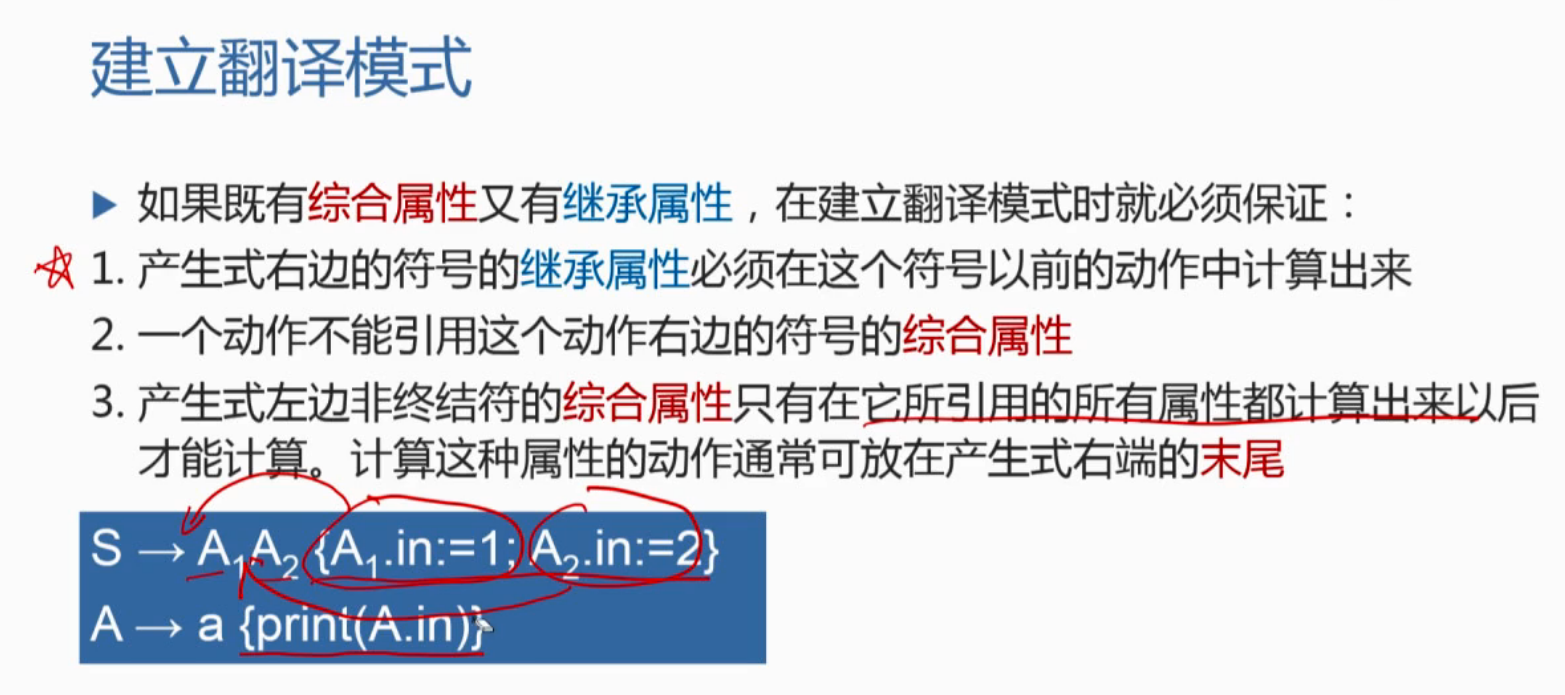 建立翻译模式
如果既有综合属性又有继承属性，在建立翻译模式时就必须保证：
1. 产生式右边的符号的继承属性必须在这个符号以前的动作中计算出来
2. 一个动作不能引用这个动作右边的符号的综合属性
3. 产生式左边非终结符的综合属性只有在它所引用的所有属性都计算出来以后
才能计算。计算这种属性的动作通常可放在产生式右端的末尾
S → A₁A₂ {A₁.in:=1; A₂.in:=2}
A → a {print(A.in)}